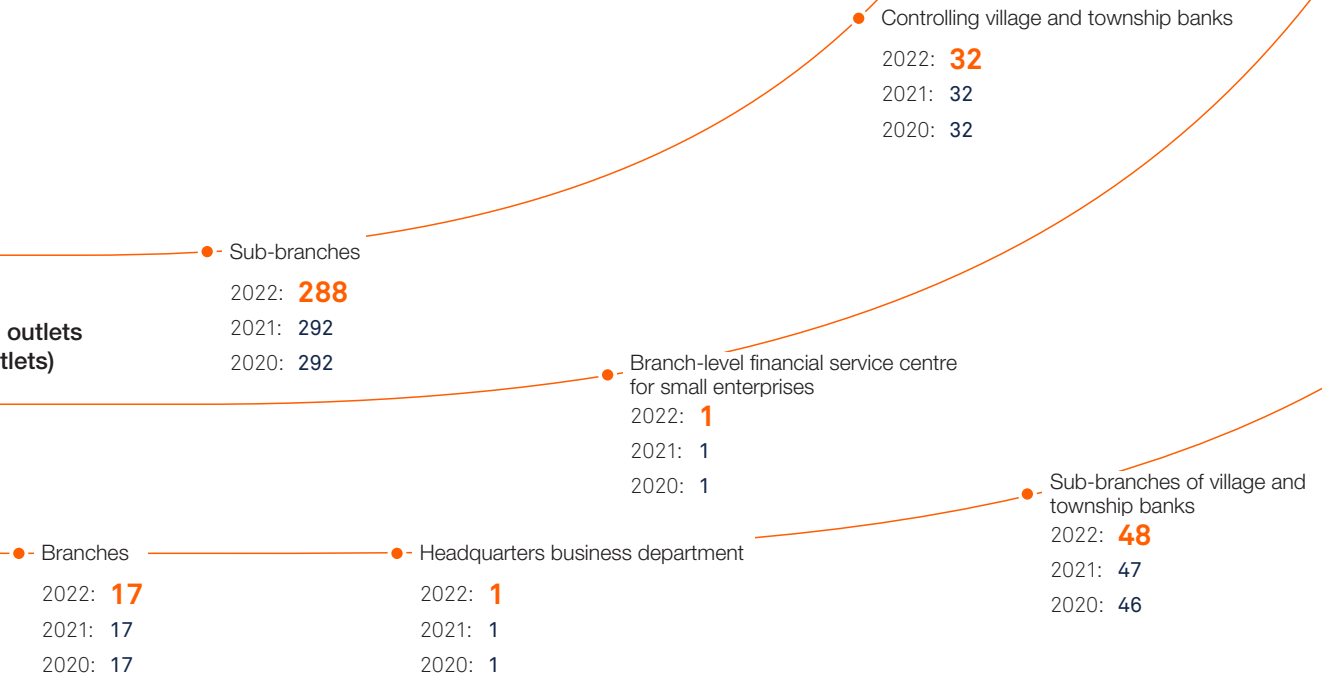 Controlling village and township banks
2022: 32
2021: 32
2020: 32
Sub-branches
2022: 288
2021: 292
2020: 292
outlets
tlets)
Branch-level financial service centre
for small enterprises
2022: 1
2021: 1
2020: 1
Sub-branches of village and
township banks
2022: 48
2021: 47
2020: 46
Branches
2022: 17
2021: 17
2020: 17
Headquarters business department
2022: 1
2021: 1
2020: 1